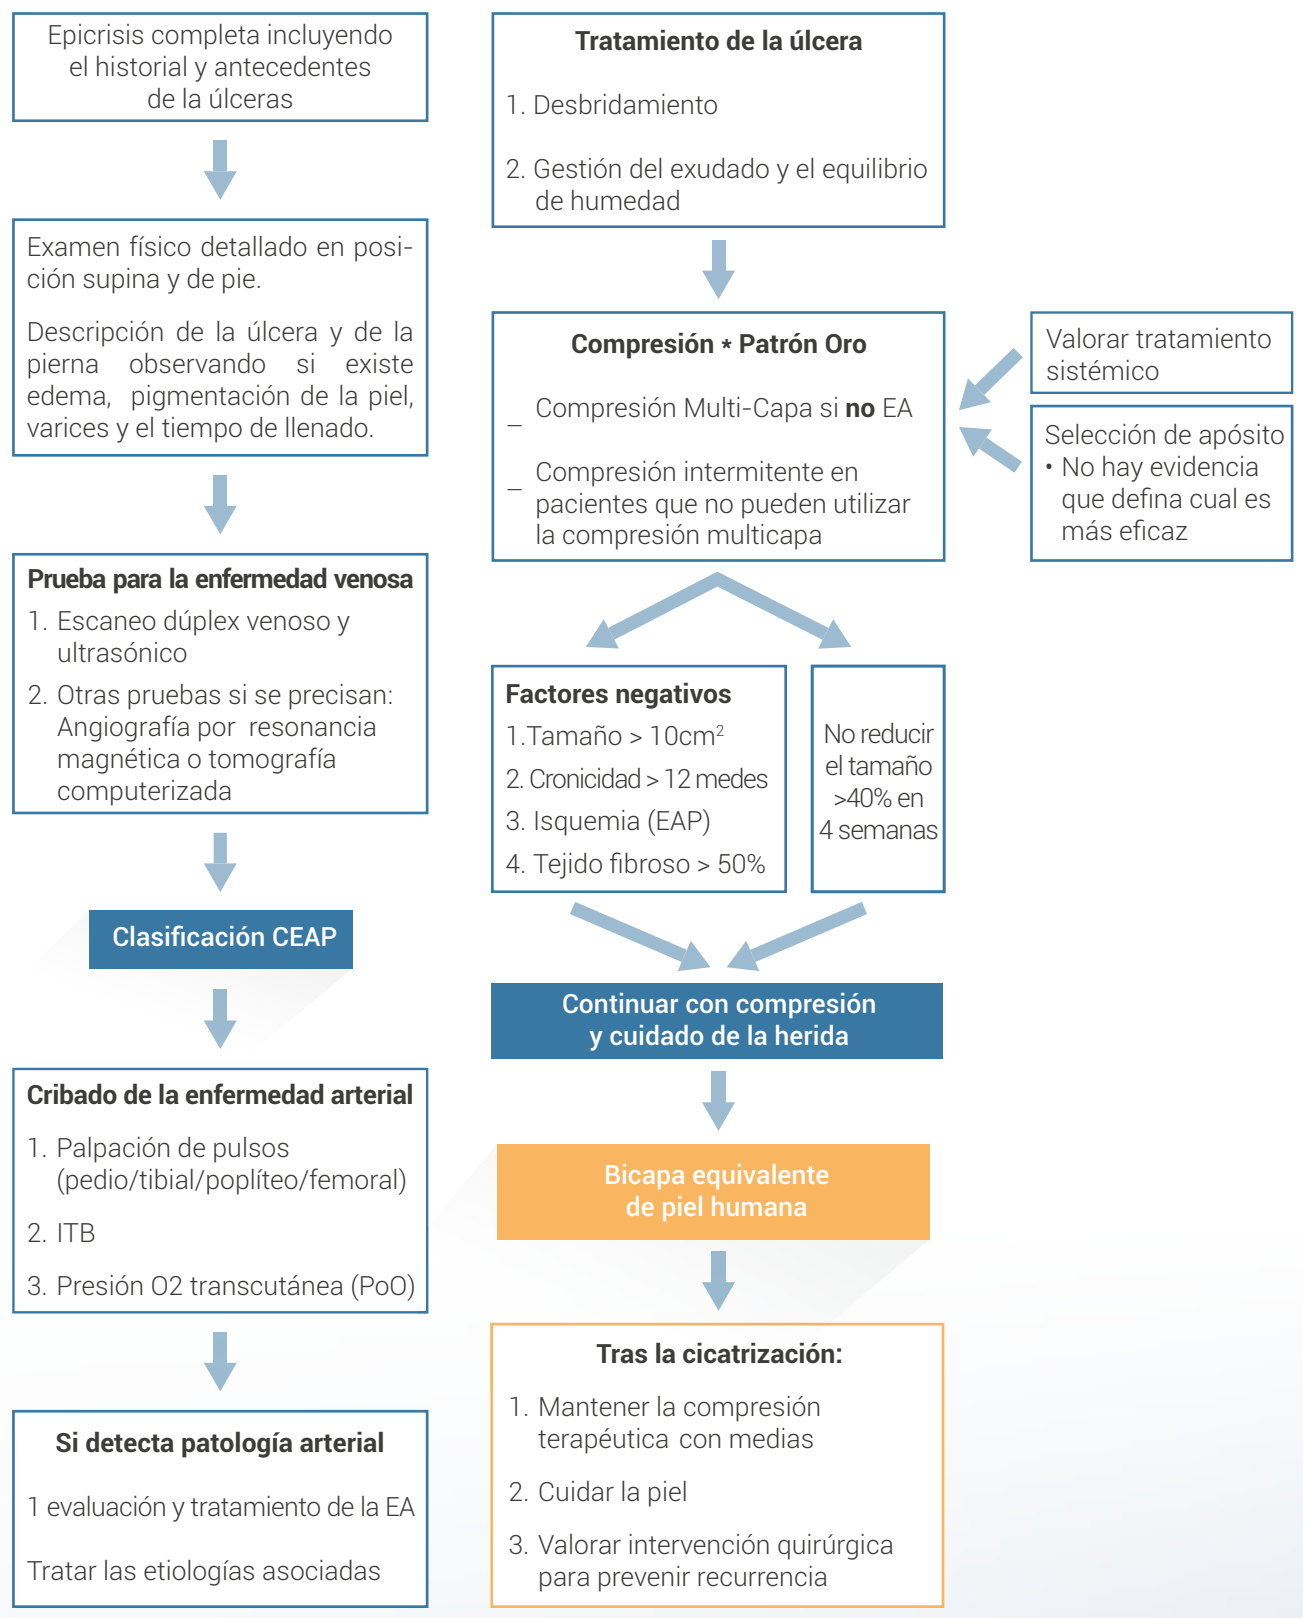 Epicrisis completa incluyendo
el historial y antecedentes
de la úlceras
Examen físico detallado en posi-
ción supina y de pie.
Descripción de la úlcera y de la
pierna observando si existe
edema, pigmentación de la piel,
varices y el tiempo de llenado.
Prueba para la enfermedad venosa
1. Escaneo dúplex venoso y
ultrasónico
2. Otras pruebas si se precisan:
Angiografía por resonancia
magnética o tomografía
computerizada
Clasificación CEAP
Cribado de la enfermedad arterial
1. Palpación de pulsos
(pedio/tibial/poplíteo/femoral)
2. ITB
3. Presión O2 transcutánea (PoO)
Si detecta patología arterial
1 evaluación y tratamiento de la EA
Tratar las etiologías asociadas
Tratamiento de la úlcera
1. Desbridamiento
2. Gestión del exudado y el equilibrio
de humedad
Compresión * Patrón Oro
_ Compresión Multi-Capa si no EA
_ Compresión intermitente en
pacientes que no pueden utilizar
la compresión multicapa
Valorar tratamiento
sistémico
Selección de apósito
• No hay evidencia
que defina cual es
más eficaz
Factores negativos
1.Tamaño > 10cm²
2. Cronicidad > 12 medes
3. Isquemia (EAP)
4. Tejido fibroso > 50%
No reducir
el tamaño
>40% en
4 semanas
Continuar con compresión
y cuidado de la herida
Bicapa equivalente
de piel humana
Tras la cicatrización:
1. Mantener la compresión
terapéutica con medias
2. Cuidar la piel
3. Valorar intervención quirúrgica
para prevenir recurrencia